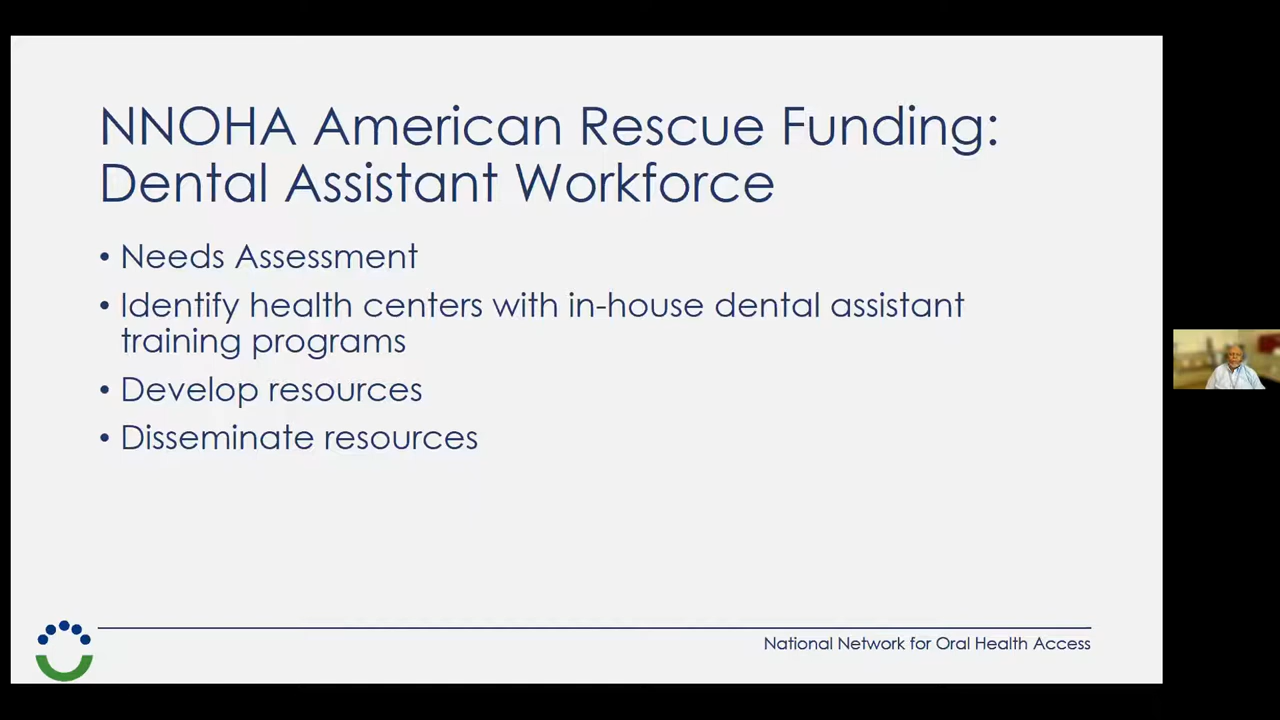 NNOHA American Rescue Funding:
Dental Assistant Workforce
• Needs Assessment
• Identify health centers with in-house dental assistant
training programs
• Develop resources
• Disseminate resources
National Network for Oral Health Access